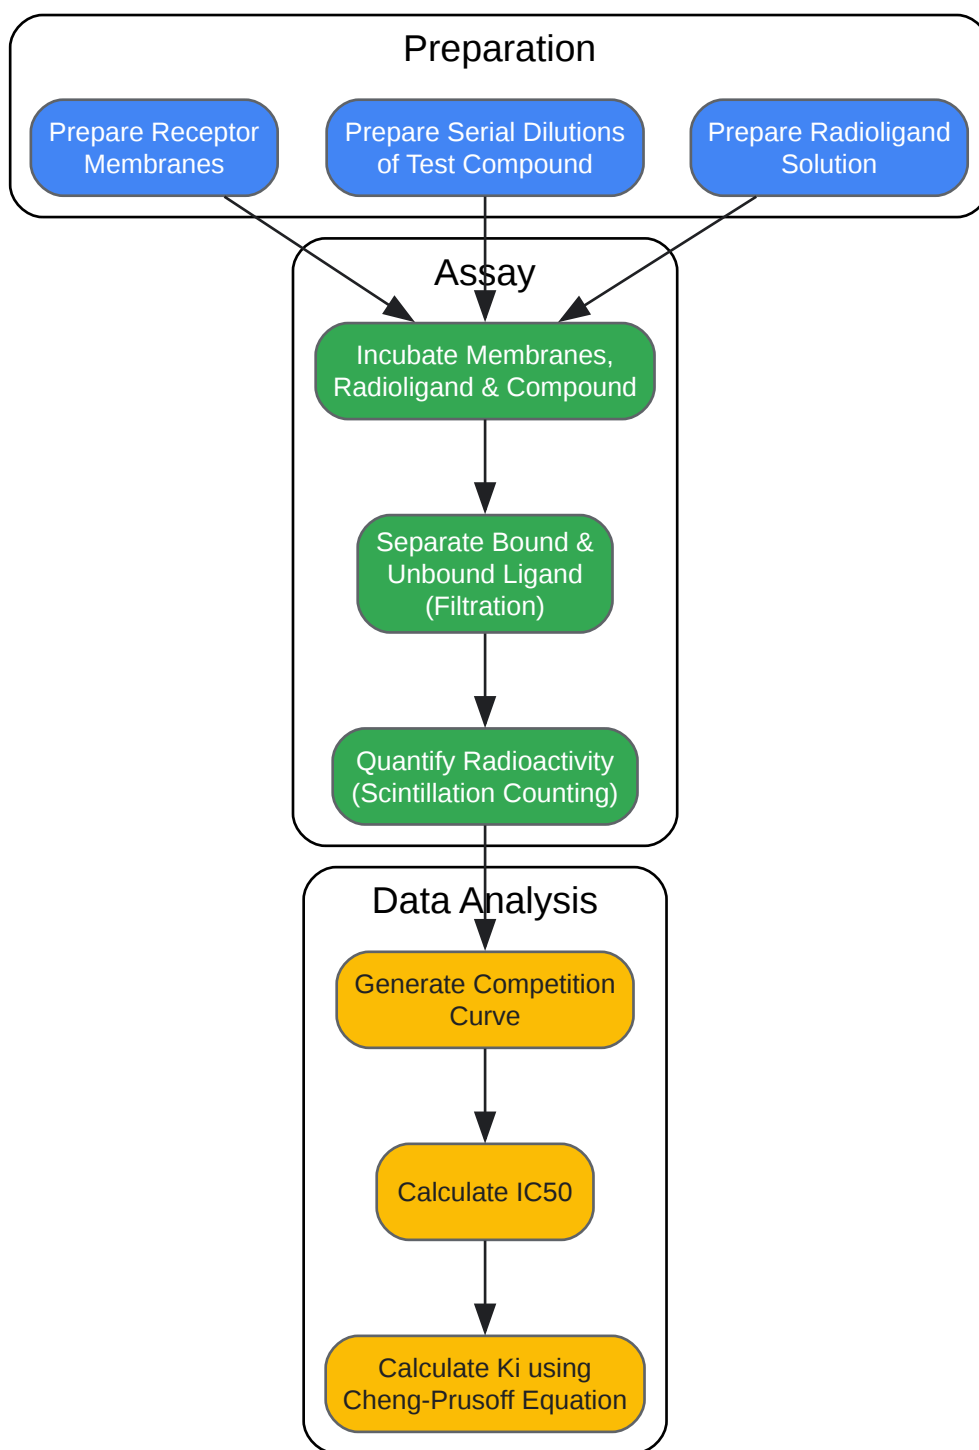 Preparation
Prepare Receptor
Membranes
Prepare Serial Dilutions
of Test Compound
Prepare Radioligand
Solution
Assay
Incubate Membranes,
Radioligand & Compound
Separate Bound &
Unbound Ligand
(Filtration)
Quantify Radioactivity
(Scintillation Counting)
Data Analysis
Generate Competition
Curve
Calculate IC50
Calculate Ki using
Cheng-Prusoff Equation